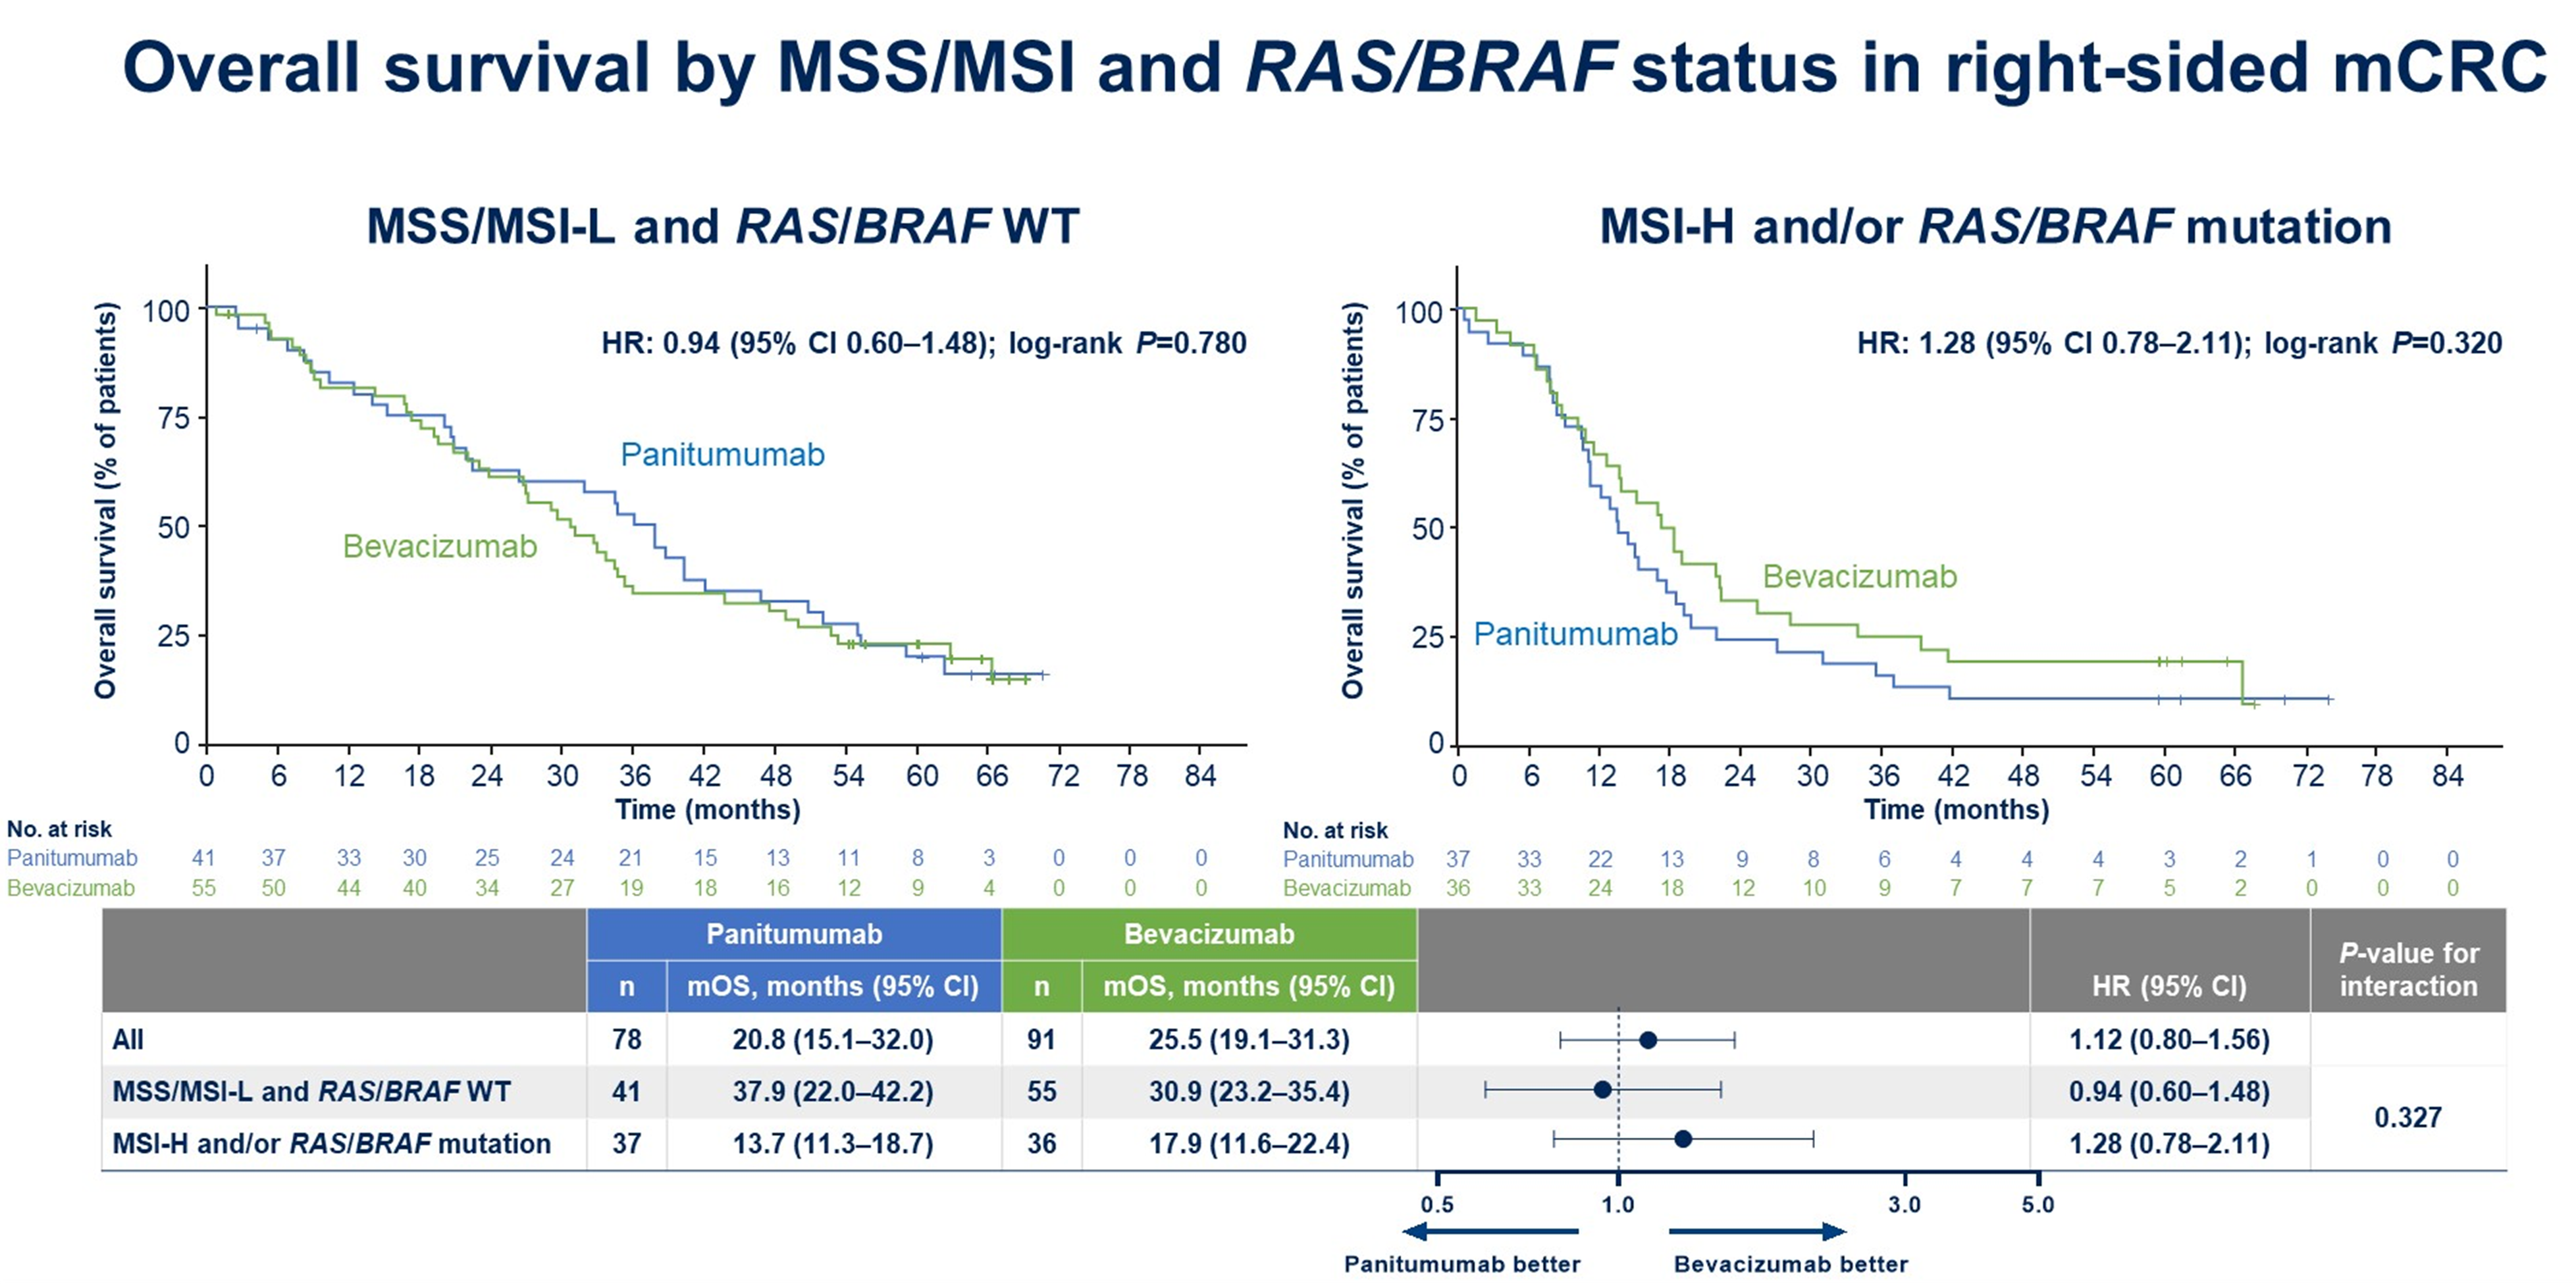 Overall survival by MSS/MSI and RAS/BRAF status in right-sided mCRC
MSS/MSI-L and RAS/BRAF WT
Overall survival (% of patients)
100
75
50
25
0
HR: 0.94 (95% CI 0.60–1.48); log-rank P=0.780
Panitumumab
Bevacizumab
0 6 12 18 24 30 36 42 48 54 60 66 72 78 84
Time (months)
No. at risk
Panitumumab 41 37 33 30 25 24 21 15 13 11 8 3 0 0 0
Bevacizumab 55 50 44 40 34 27 19 18 16 12 9 4 0 0 0
MSI-H and/or RAS/BRAF mutation
Overall survival (% of patients)
100
75
50
25
0
HR: 1.28 (95% CI 0.78–2.11); log-rank P=0.320
Bevacizumab
Panitumumab
0 6 12 18 24 30 36 42 48 54 60 66 72 78 84
Time (months)
No. at risk
Panitumumab 37 33 22 13 9 8 6 4 4 4 3 2 1 0 0
Bevacizumab 36 33 24 18 12 10 9 7 7 7 5 2 0 0 0
Panitumumab Bevacizumab
n mOS, months (95% CI) n mOS, months (95% CI) HR (95% CI) P-value for
interaction
All 78 20.8 (15.1–32.0) 91 25.5 (19.1–31.3) 1.12 (0.80–1.56)
MSS/MSI-L and RAS/BRAF WT 41 37.9 (22.0–42.2) 55 30.9 (23.2–35.4) 0.94 (0.60–1.48)
0.327
MSI-H and/or RAS/BRAF mutation 37 13.7 (11.3–18.7) 36 17.9 (11.6–22.4) 1.28 (0.78–2.11)
0.5 1.0 3.0 5.0
Panitumumab better Bevacizumab better